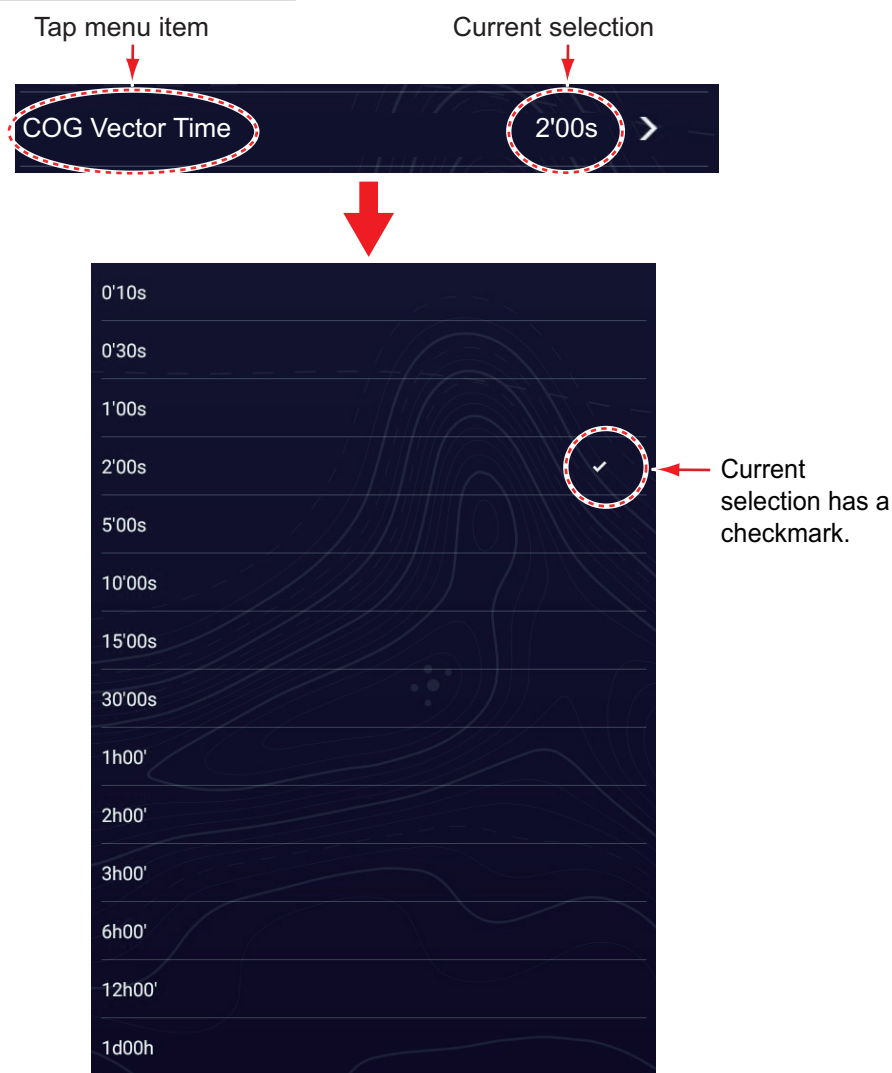 Tap menu item
Current selection
COG Vector Time
2'00s
0'10s
0'30s
1'00s
2'00s
5'00s
10'00s
15'00s
30'00s
1h00'
2h00'
3h00'
6h00'
12h00'
1d00h
Current
selection has a
checkmark.